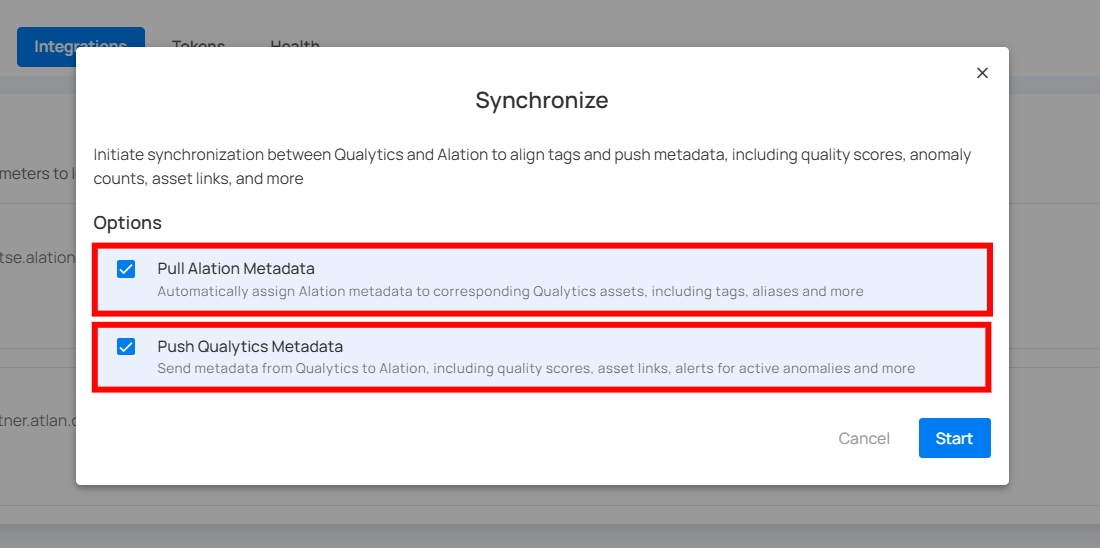 Integrations Tokens Health
Synchronize
Initiate synchronization between Qualytics and Alation to align tags and push metadata, including quality scores, anomaly
counts, asset links, and more
meters to l
Options
tse.alation
Pull Alation Metadata
Automatically assign Alation metadata to corresponding Qualytics assets, including tags, aliases and more
Push Qualytics Metadata
Send metadata from Qualytics to Alation, including quality scores, asset links, alerts for active anomalies and more
tner.atlan.c
Cancel Start